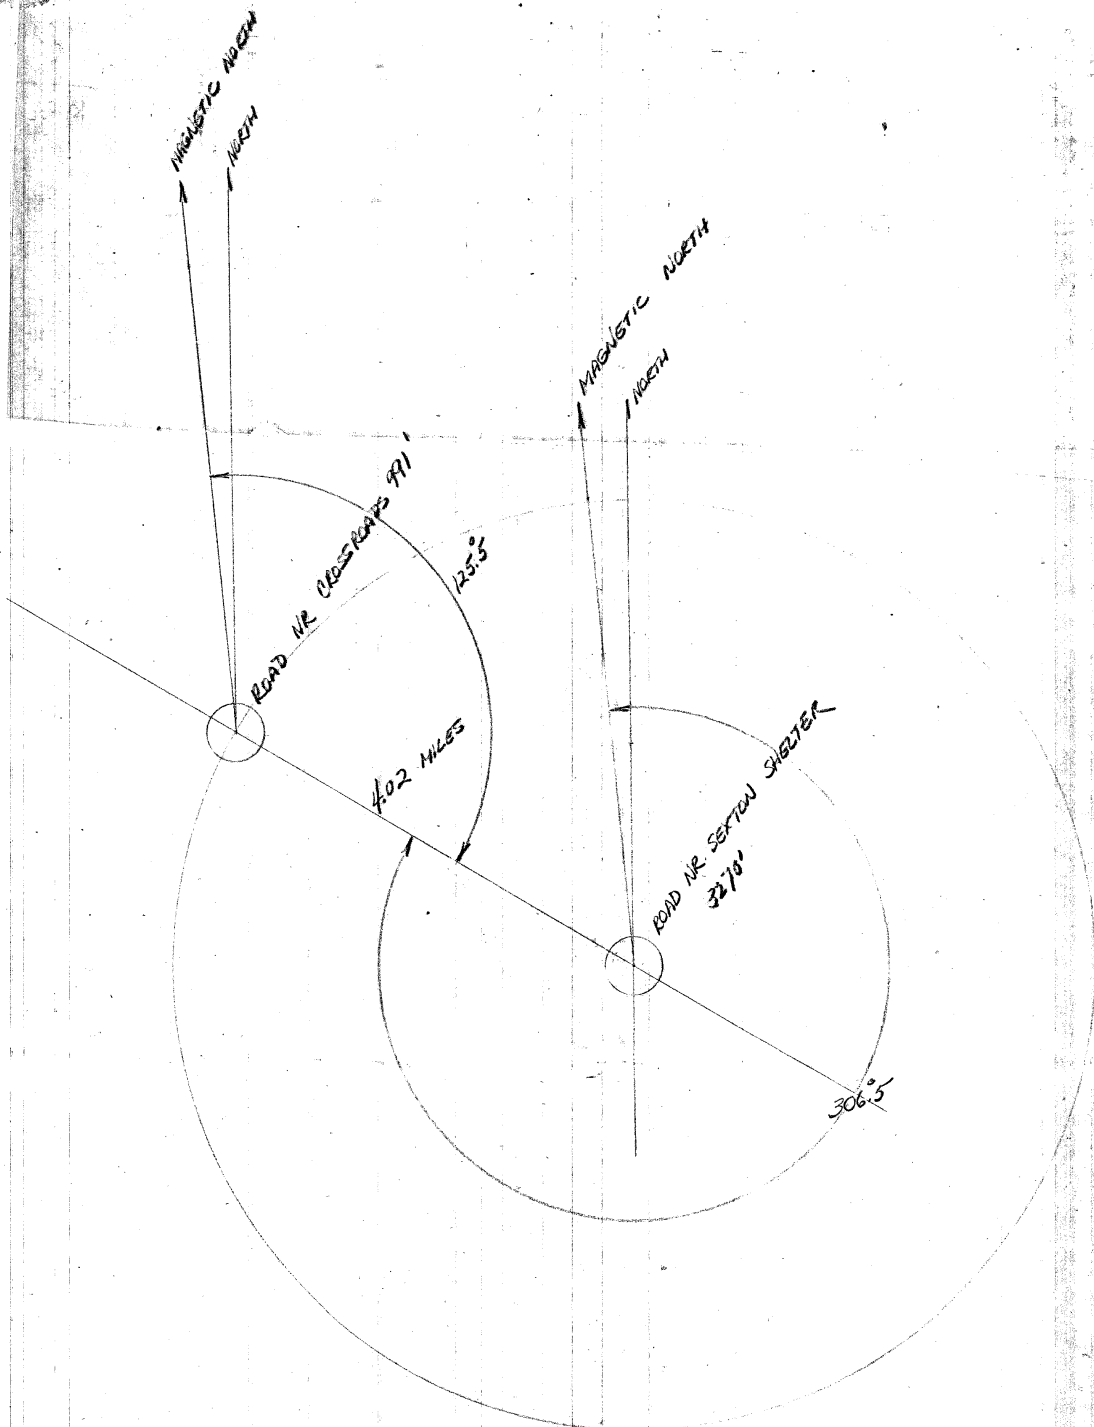 MAGNETIC NORTH
NORTH
MAGNETIC NORTH
NORTH
ROAD NR CROSSROADS 991'
125°.5
4.02 MILES
ROAD NR. SEXTON SHELTER
3270'
306°.5